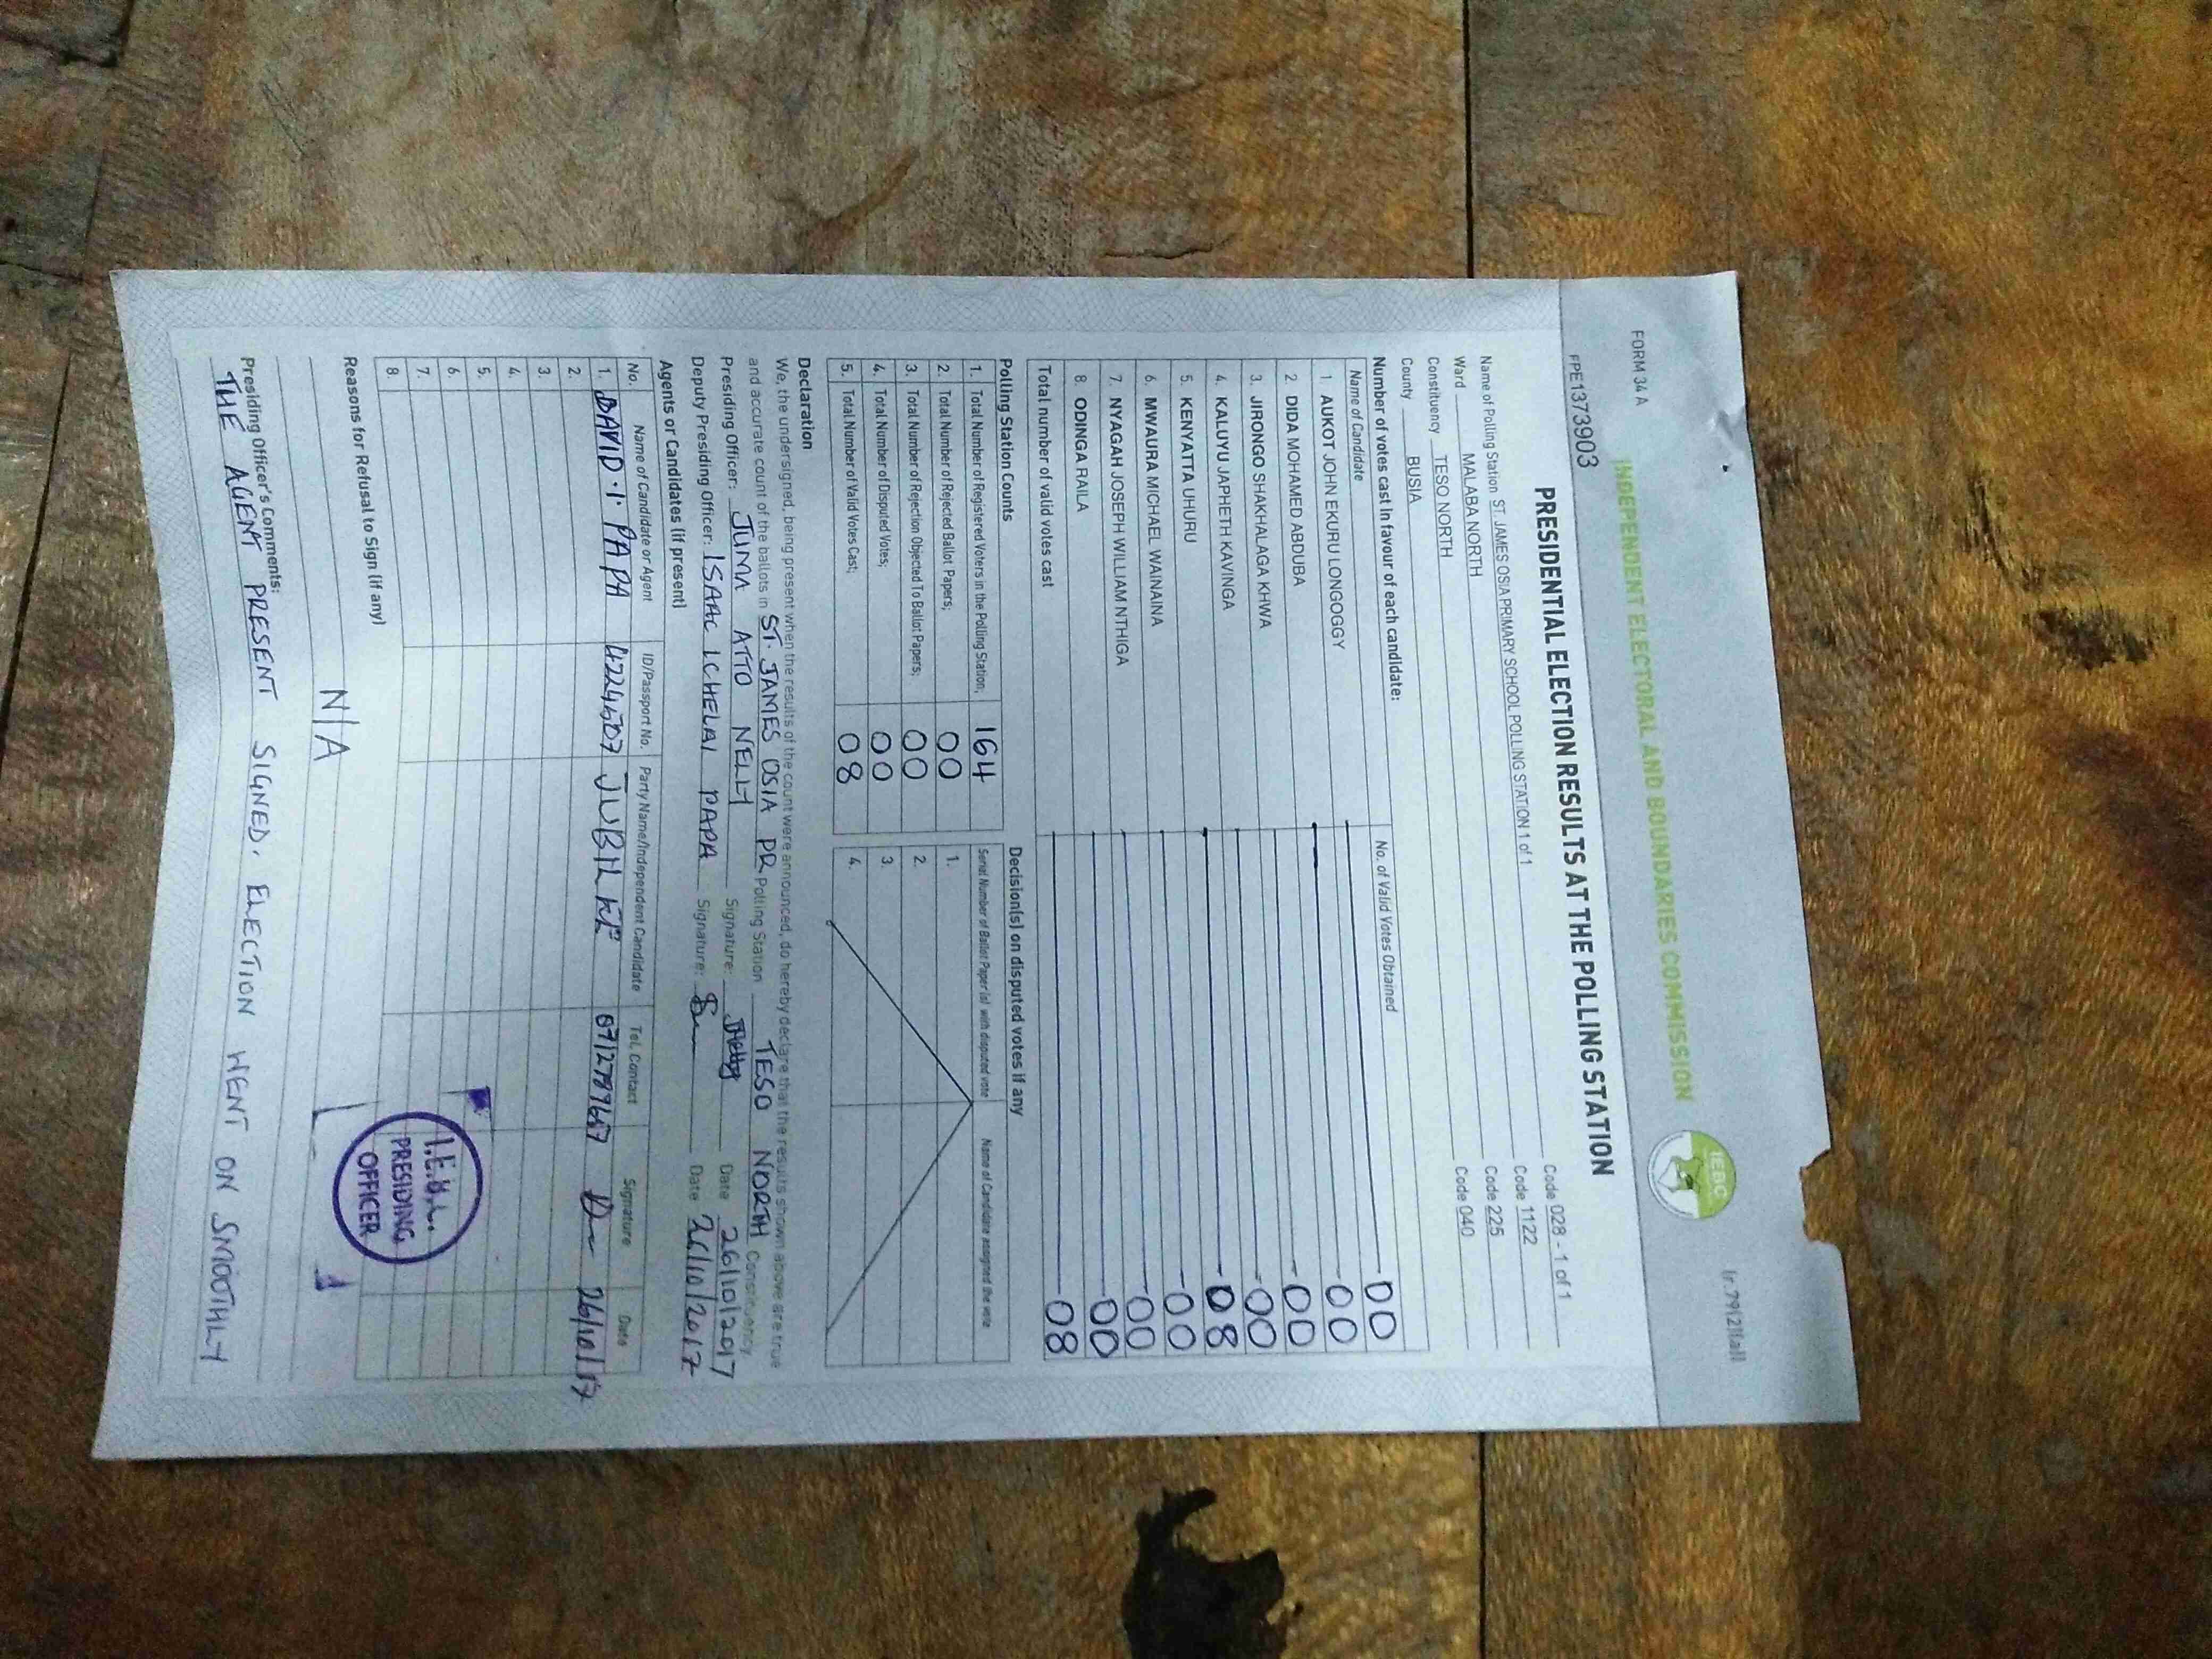 FORM 34 A
(r.79(2)(a))
INDEPENDENT ELECTORAL AND BOUNDARIES COMMISSION
IEBC
FPE1373903
PRESIDENTIAL ELECTION RESULTS AT THE POLLING STATION
Name of Polling Station ST. JAMES OSIA PRIMARY SCHOOL POLLING STATION 1 of 1 Code 028 - 1 of 1
Ward MALABA NORTH Code 1122
Constituency TESO NORTH Code 225
County BUSIA Code 040
Number of votes cast in favour of each candidate:
Name of Candidate No. of Valid Votes Obtained
1 AUKOT JOHN EKURU LONGOGGY 00
2 DIDA MOHAMED ABDUBA 00
3. JIRONGO SHAKHALAGA KHWA 00
4. KALUYU JAPHETH KAVINGA 00
5. KENYATTA UHURU 08
6. MWAURA MICHAEL WAINAINA 00
7. NYAGAH JOSEPH WILLIAM NTHIGA 00
8. ODINGA RAILA 00
Total number of valid votes cast 08
Polling Station Counts
1. Total Number of Registered Voters in the Polling Station; 164
2. Total Number of Rejected Ballot Papers; 00
3. Total Number of Rejection Objected To Ballot Papers; 00
4. Total Number of Disputed Votes; 00
5. Total Number of Valid Votes Cast; 08
Decision(s) on disputed votes if any
Serial Number of Ballot Paper (s) with disputed vote Name of Candidate assigned the vote
1.
2.
3.
4.
Declaration
We, the undersigned, being present when the results of the count were announced, do hereby declare that the results shown above are true
and accurate count of the ballots in ST. JAMES OSIA PR Polling Station TESO NORTH Constituency.
Presiding Officer: JUMA ATTO NELLY Signature: Date 26/10/2017
Deputy Presiding Officer: ISAAC ICHELAI PAPA Signature: Date 26/10/2017
Agents or Candidates (if present)
No. Name of Candidate or Agent ID/Passport No. Party Name/Independent Candidate Tel. Contact Signature Date
1. DAVID . I. PAPA JUBILEE 26/10/17
2.
3.
4.
5.
6.
7.
8.
PRESIDING
OFFICER
Reasons for Refusal to Sign (if any)
N/A
Presiding Officer's Comments:
THE AGENT PRESENT SIGNED. ELECTION WENT ON SMOOTHLY